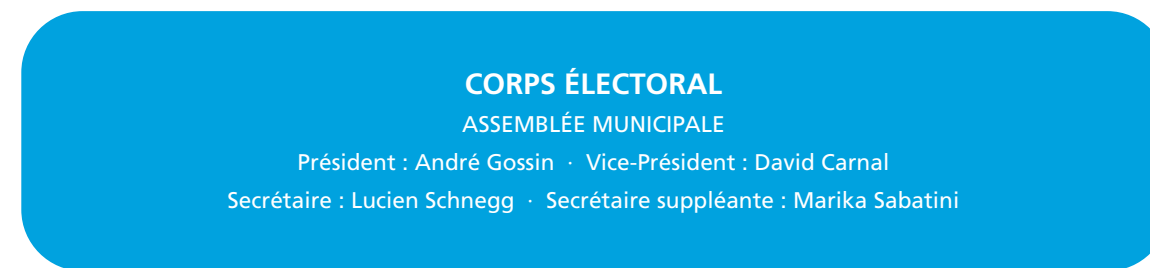 CORPS ÉLECTORAL
ASSEMBLÉE MUNICIPALE
Président : André Gossin · Vice-Président : David Carnal
Secrétaire : Lucien Schnegg · Secrétaire suppléante : Marika Sabatini